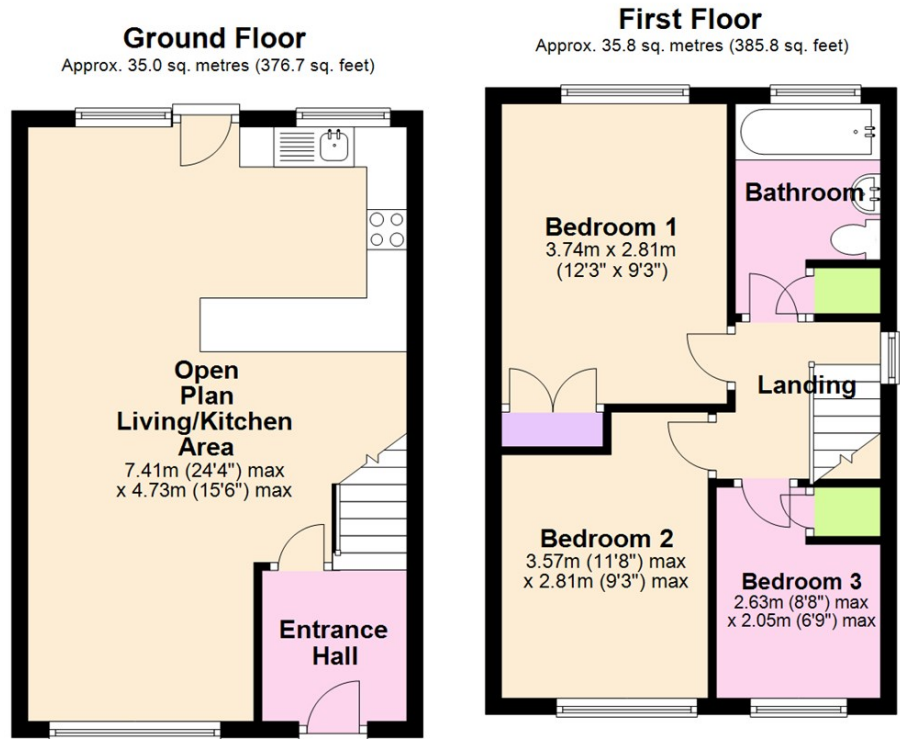 Ground Floor
Approx. 35.0 sq. metres (376.7 sq. feet)
Open
Plan
Living/Kitchen
Area
7.41m (24'4") max
x 4.73m (15'6") max
Entrance
Hall
First Floor
Approx. 35.8 sq. metres (385.8 sq. feet)
Bedroom 1
3.74m x 2.81m
(12'3" x 9'3")
Bathroom
Landing
Bedroom 2
3.57m (11'8") max
x 2.81m (9'3") max
Bedroom 3
2.63m (8'8") max
x 2.05m (6'9") max